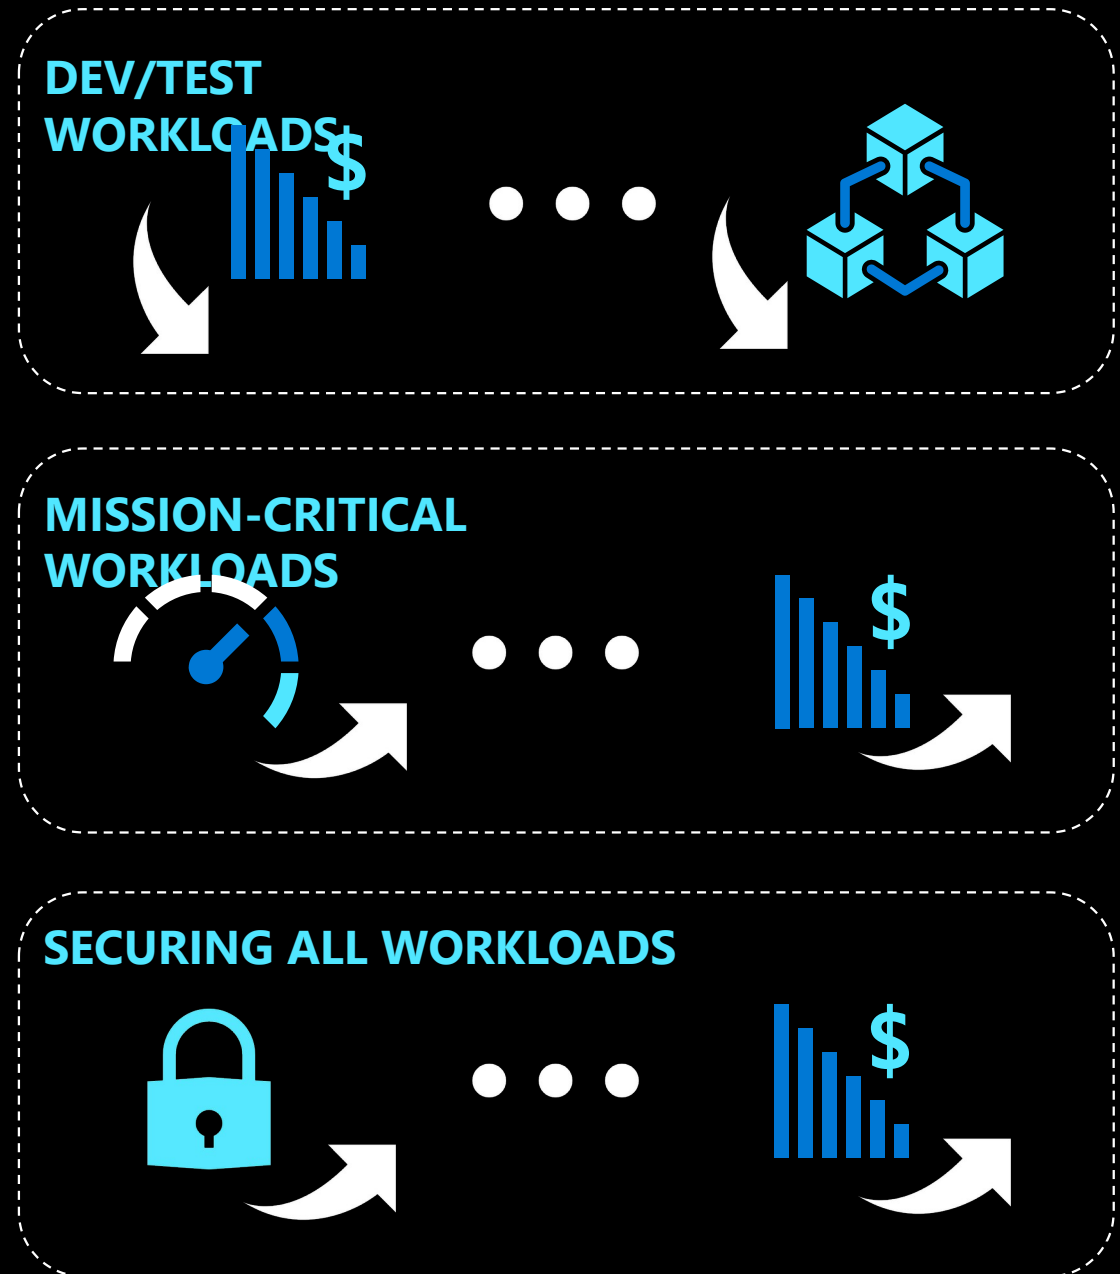 DEV/TEST
WORKLOADS
$
MISSION-CRITICAL
WORKLOADS
$
SECURING ALL WORKLOADS
$